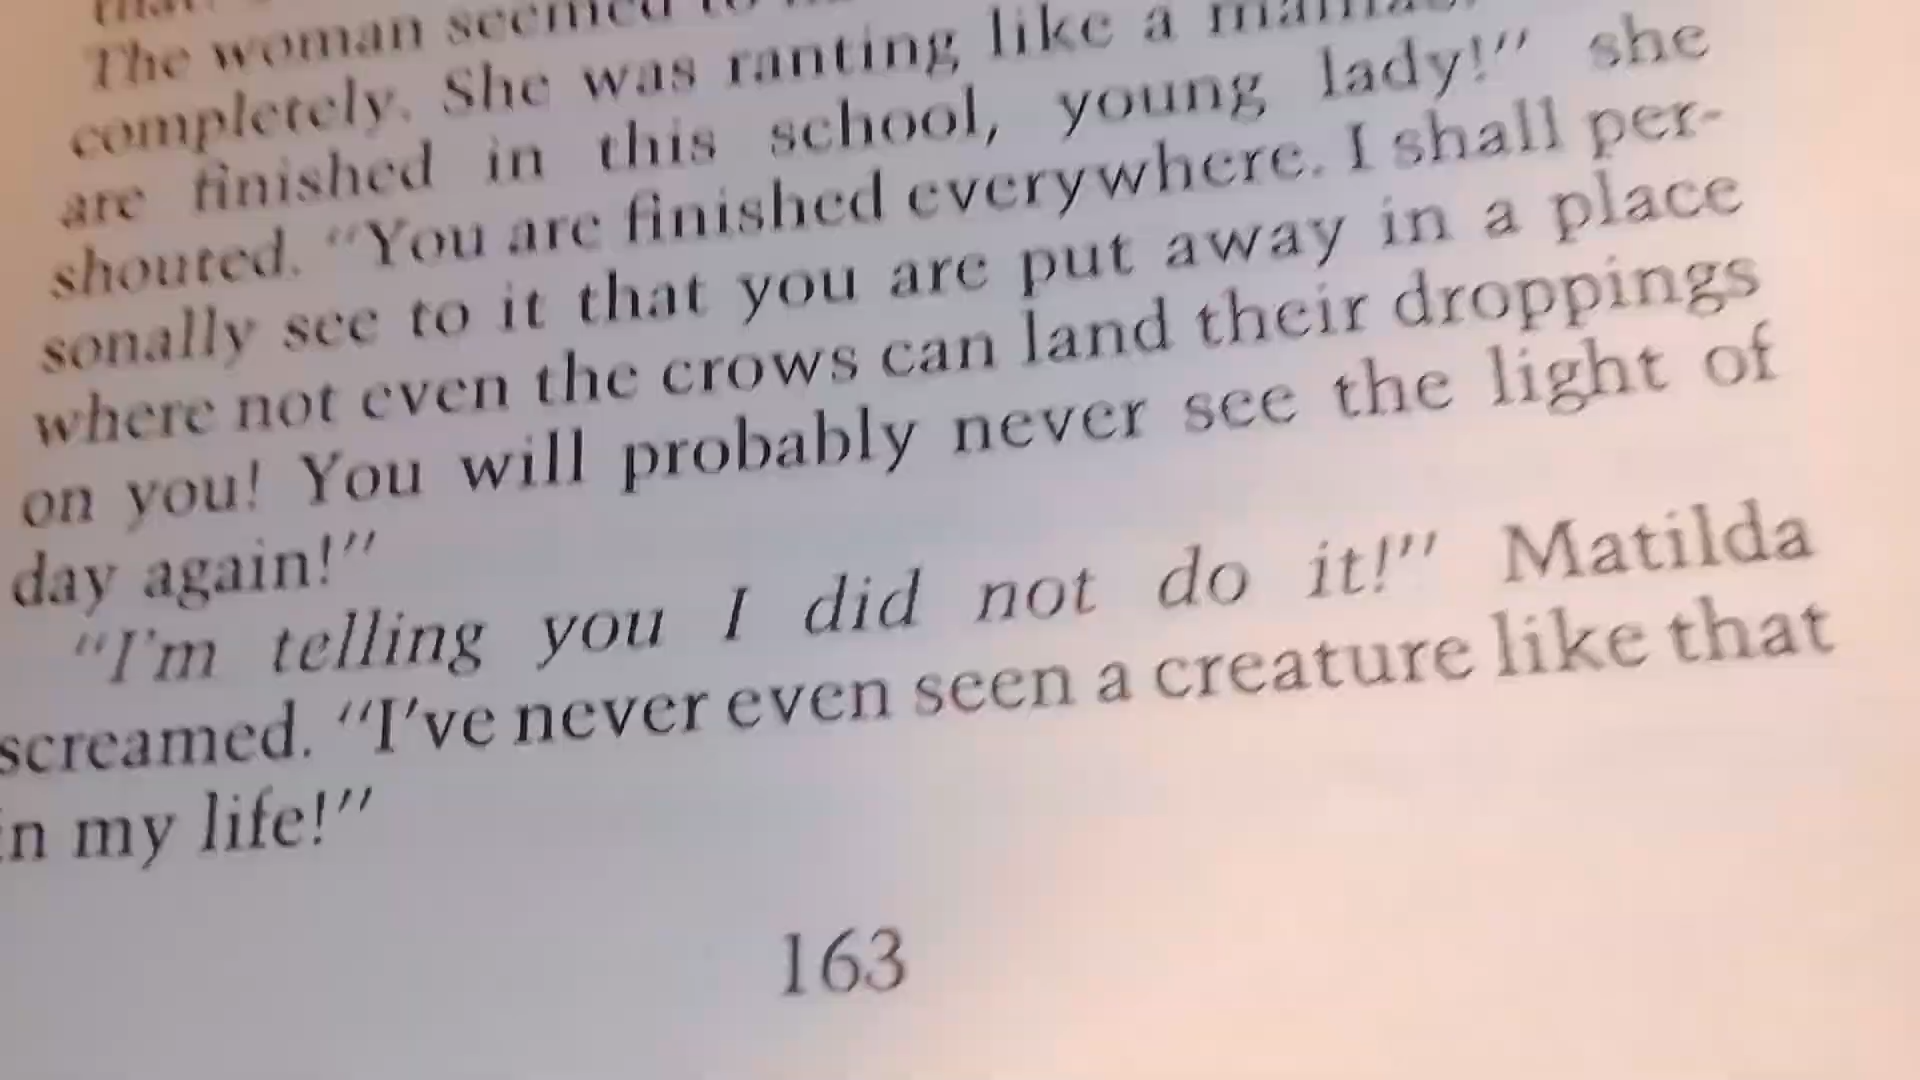 The woman seemed to
completely. She was ranting like a maniac.
are finished in this school, young lady!" she
shouted. "You are finished everywhere. I shall per-
sonally see to it that you are put away in a place
where not even the crows can land their droppings
on you! You will probably never see the light of
day again!"
"I'm telling you I did not do it!" Matilda
screamed. "I've never even seen a creature like that
in my life!"
163